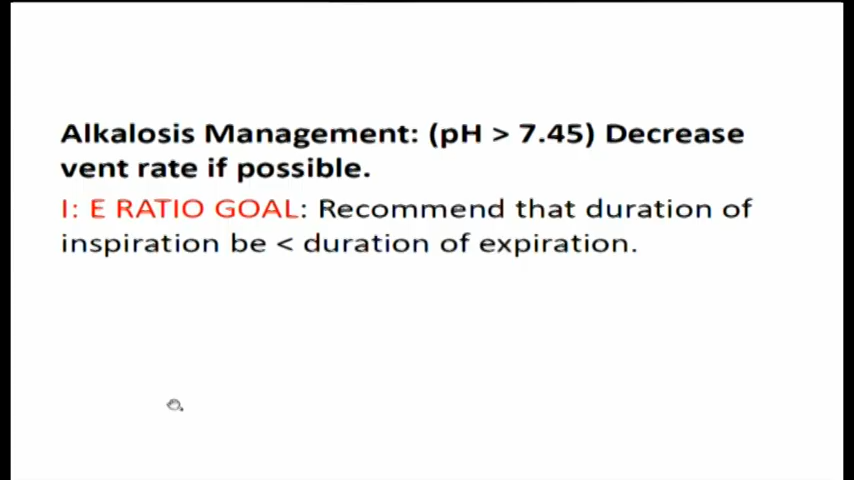 Alkalosis Management: (pH > 7.45) Decrease
vent rate if possible.
I: E RATIO GOAL: Recommend that duration of
inspiration be < duration of expiration.